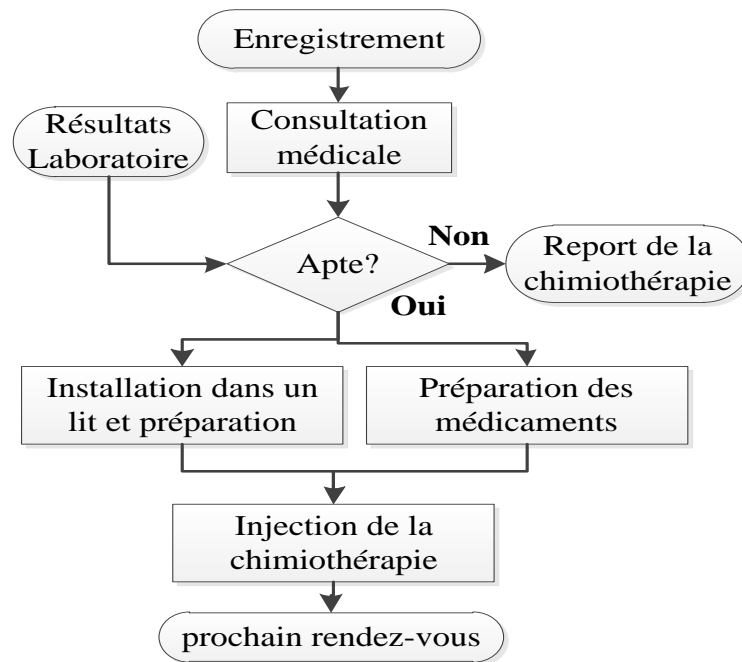 Enregistrement
Résultats
Laboratoire
Consultation
médicale
Apte?
Non
Report de la
chimiothérapie
Oui
Installation dans un
lit et préparation
Préparation des
médicaments
Injection de la
chimiothérapie
prochain rendez-vous